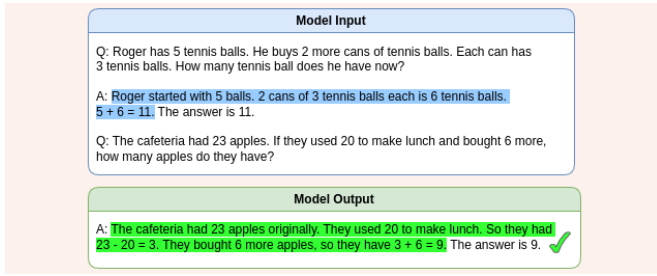 Model Input
Q: Roger has 5 tennis balls. He buys 2 more cans of tennis balls. Each can has
3 tennis balls. How many tennis ball does he have now?
A: Roger started with 5 balls. 2 cans of 3 tennis balls each is 6 tennis balls.
5 + 6 = 11. The answer is 11.
Q: The cafeteria had 23 apples. If they used 20 to make lunch and bought 6 more,
how many apples do they have?
Model Output
A: The cafeteria had 23 apples originally. They used 20 to make lunch. So they had
23 - 20 = 3. They bought 6 more apples, so they have 3 + 6 = 9. The answer is 9.